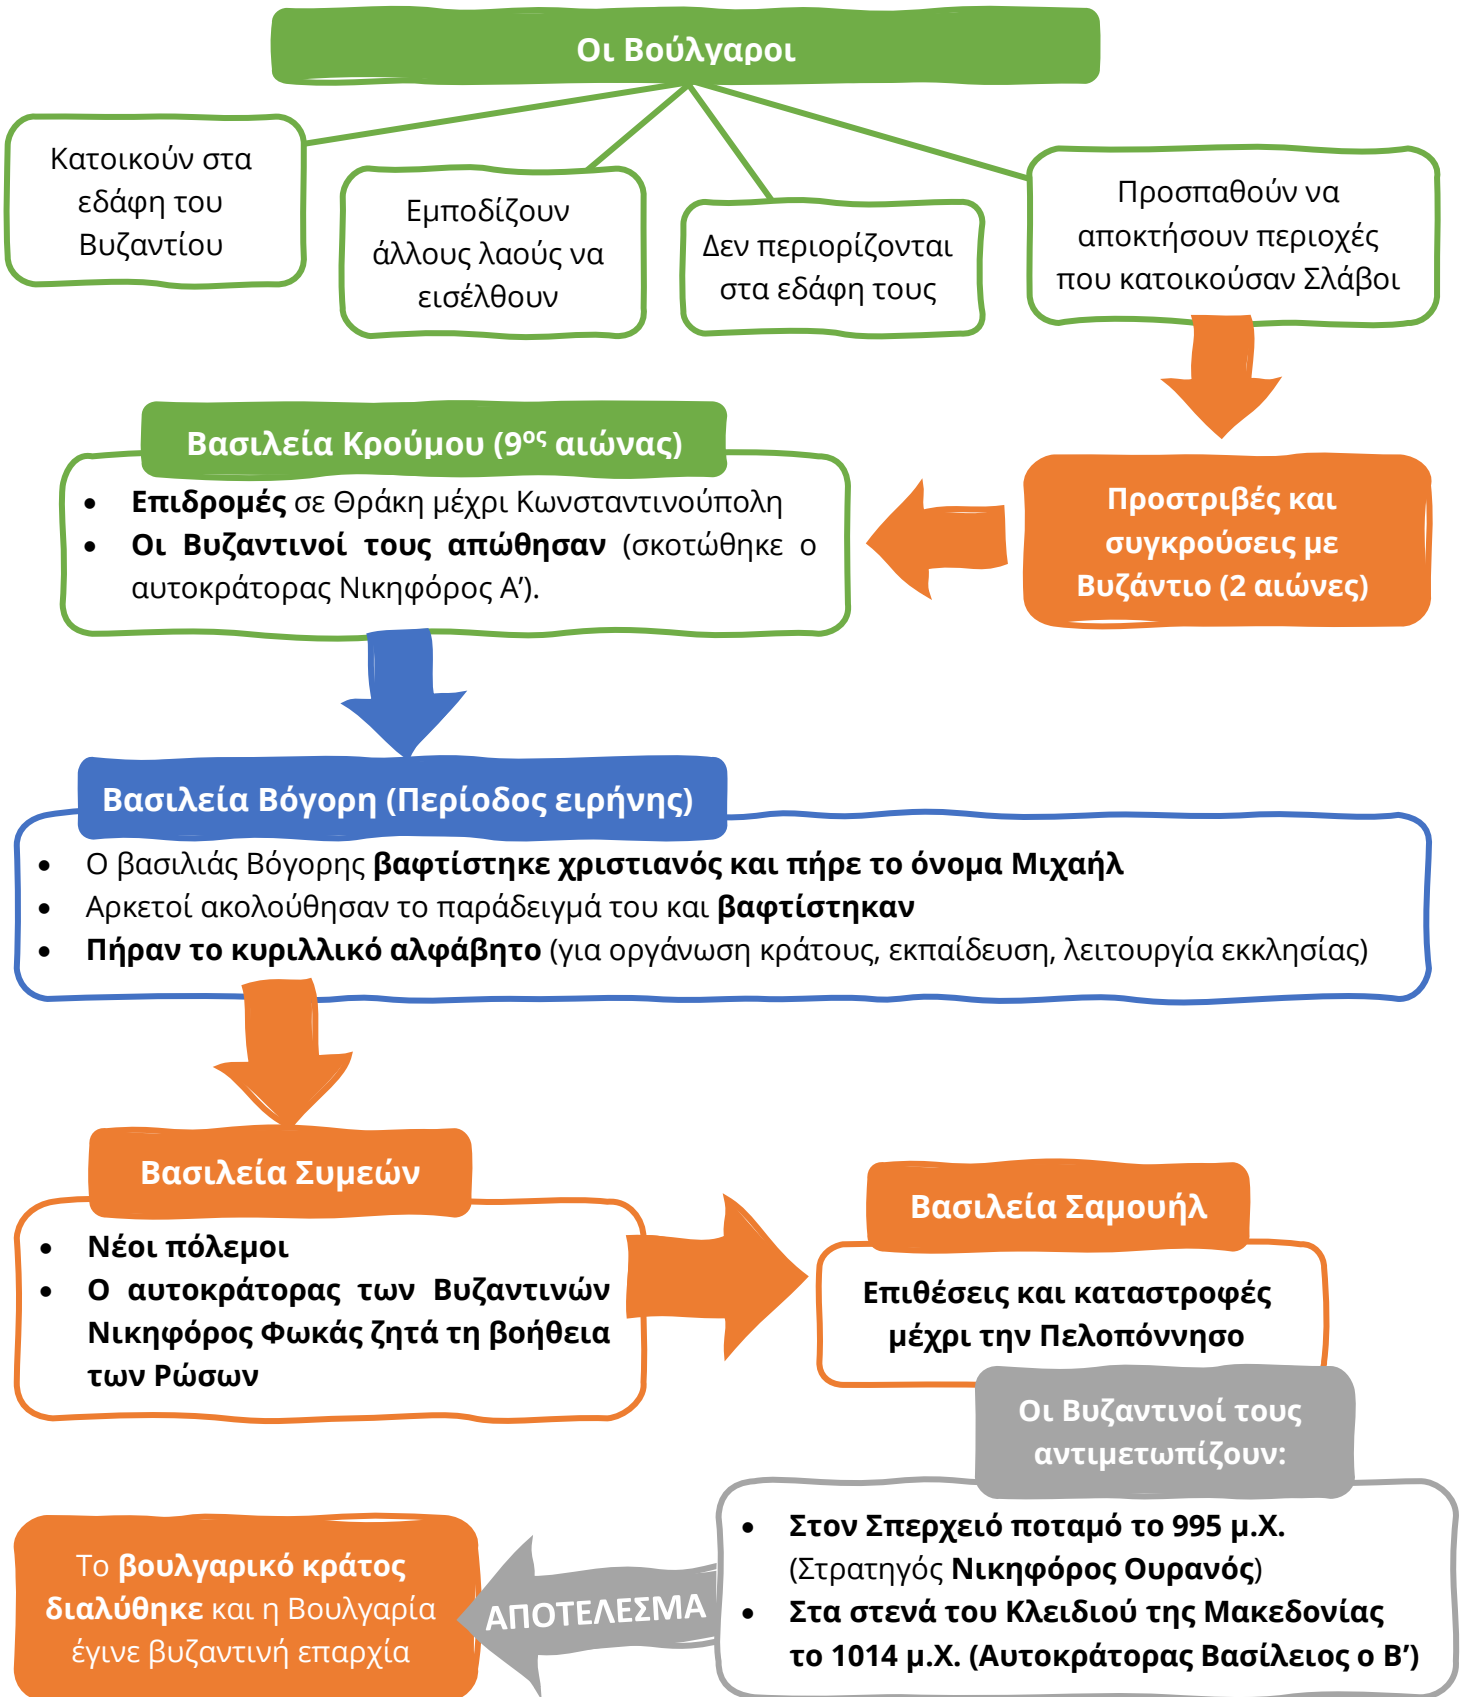 Οι Βούλγαροι
Κατοικούν στα
εδάφη του
Βυζαντίου
Εμποδίζουν
άλλους λαούς να
εισέλθουν
Δεν περιορίζονται
στα εδάφη τους
Προσπαθούν να
αποκτήσουν περιοχές
που κατοικούσαν Σλάβοι
Προστριβές και
συγκρούσεις με
Βυζάντιο (2 αιώνες)
Βασιλεία Κρούμου (9ος αιώνας)
• Επιδρομές σε Θράκη μέχρι Κωνσταντινούπολη
• Οι Βυζαντινοί τους απώθησαν (σκοτώθηκε ο
αυτοκράτορας Νικηφόρος Α’).
Βασιλεία Βόγορη (Περίοδος ειρήνης)
• Ο βασιλιάς Βόγορης βαφτίστηκε χριστιανός και πήρε το όνομα Μιχαήλ
• Αρκετοί ακολούθησαν το παράδειγμά του και βαφτίστηκαν
• Πήραν το κυριλλικό αλφάβητο (για οργάνωση κράτους, εκπαίδευση, λειτουργία εκκλησίας)
Βασιλεία Συμεών
• Νέοι πόλεμοι
• Ο αυτοκράτορας των Βυζαντινών
Νικηφόρος Φωκάς ζητά τη βοήθεια
των Ρώσων
Βασιλεία Σαμουήλ
Επιθέσεις και καταστροφές
μέχρι την Πελοπόννησο
Οι Βυζαντινοί τους
αντιμετωπίζουν:
• Στον Σπερχειό ποταμό το 995 μ.Χ.
(Στρατηγός Νικηφόρος Ουρανός)
• Στα στενά του Κλειδιού της Μακεδονίας
το 1014 μ.Χ. (Αυτοκράτορας Βασίλειος ο Β’)
ΑΠΟΤΕΛΕΣΜΑ
Το βουλγαρικό κράτος
διαλύθηκε και η Βουλγαρία
έγινε βυζαντινή επαρχία